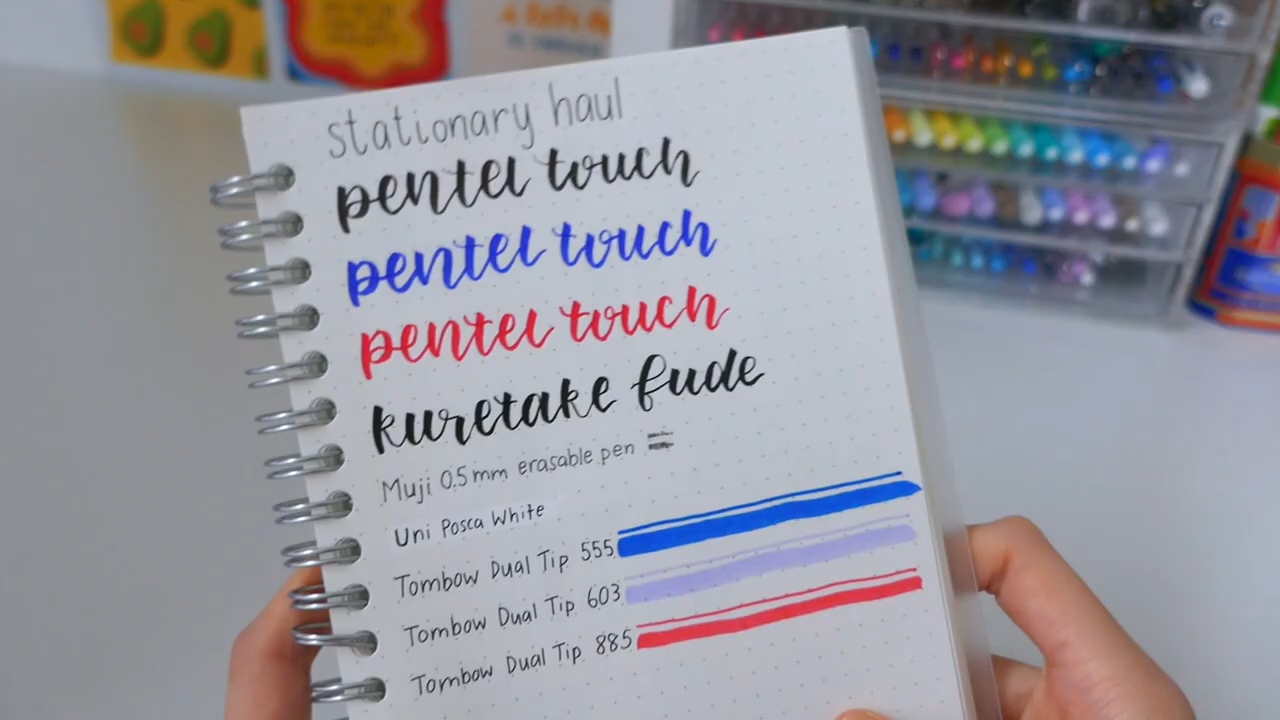 stationary haul
pentel touch
pentel touch
pentel touch
kuretake fude
Muji 0.5mm erasable pen
Uni Posca White
Tombow Dual Tip 555
Tombow Dual Tip 603
Tombow Dual Tip 885